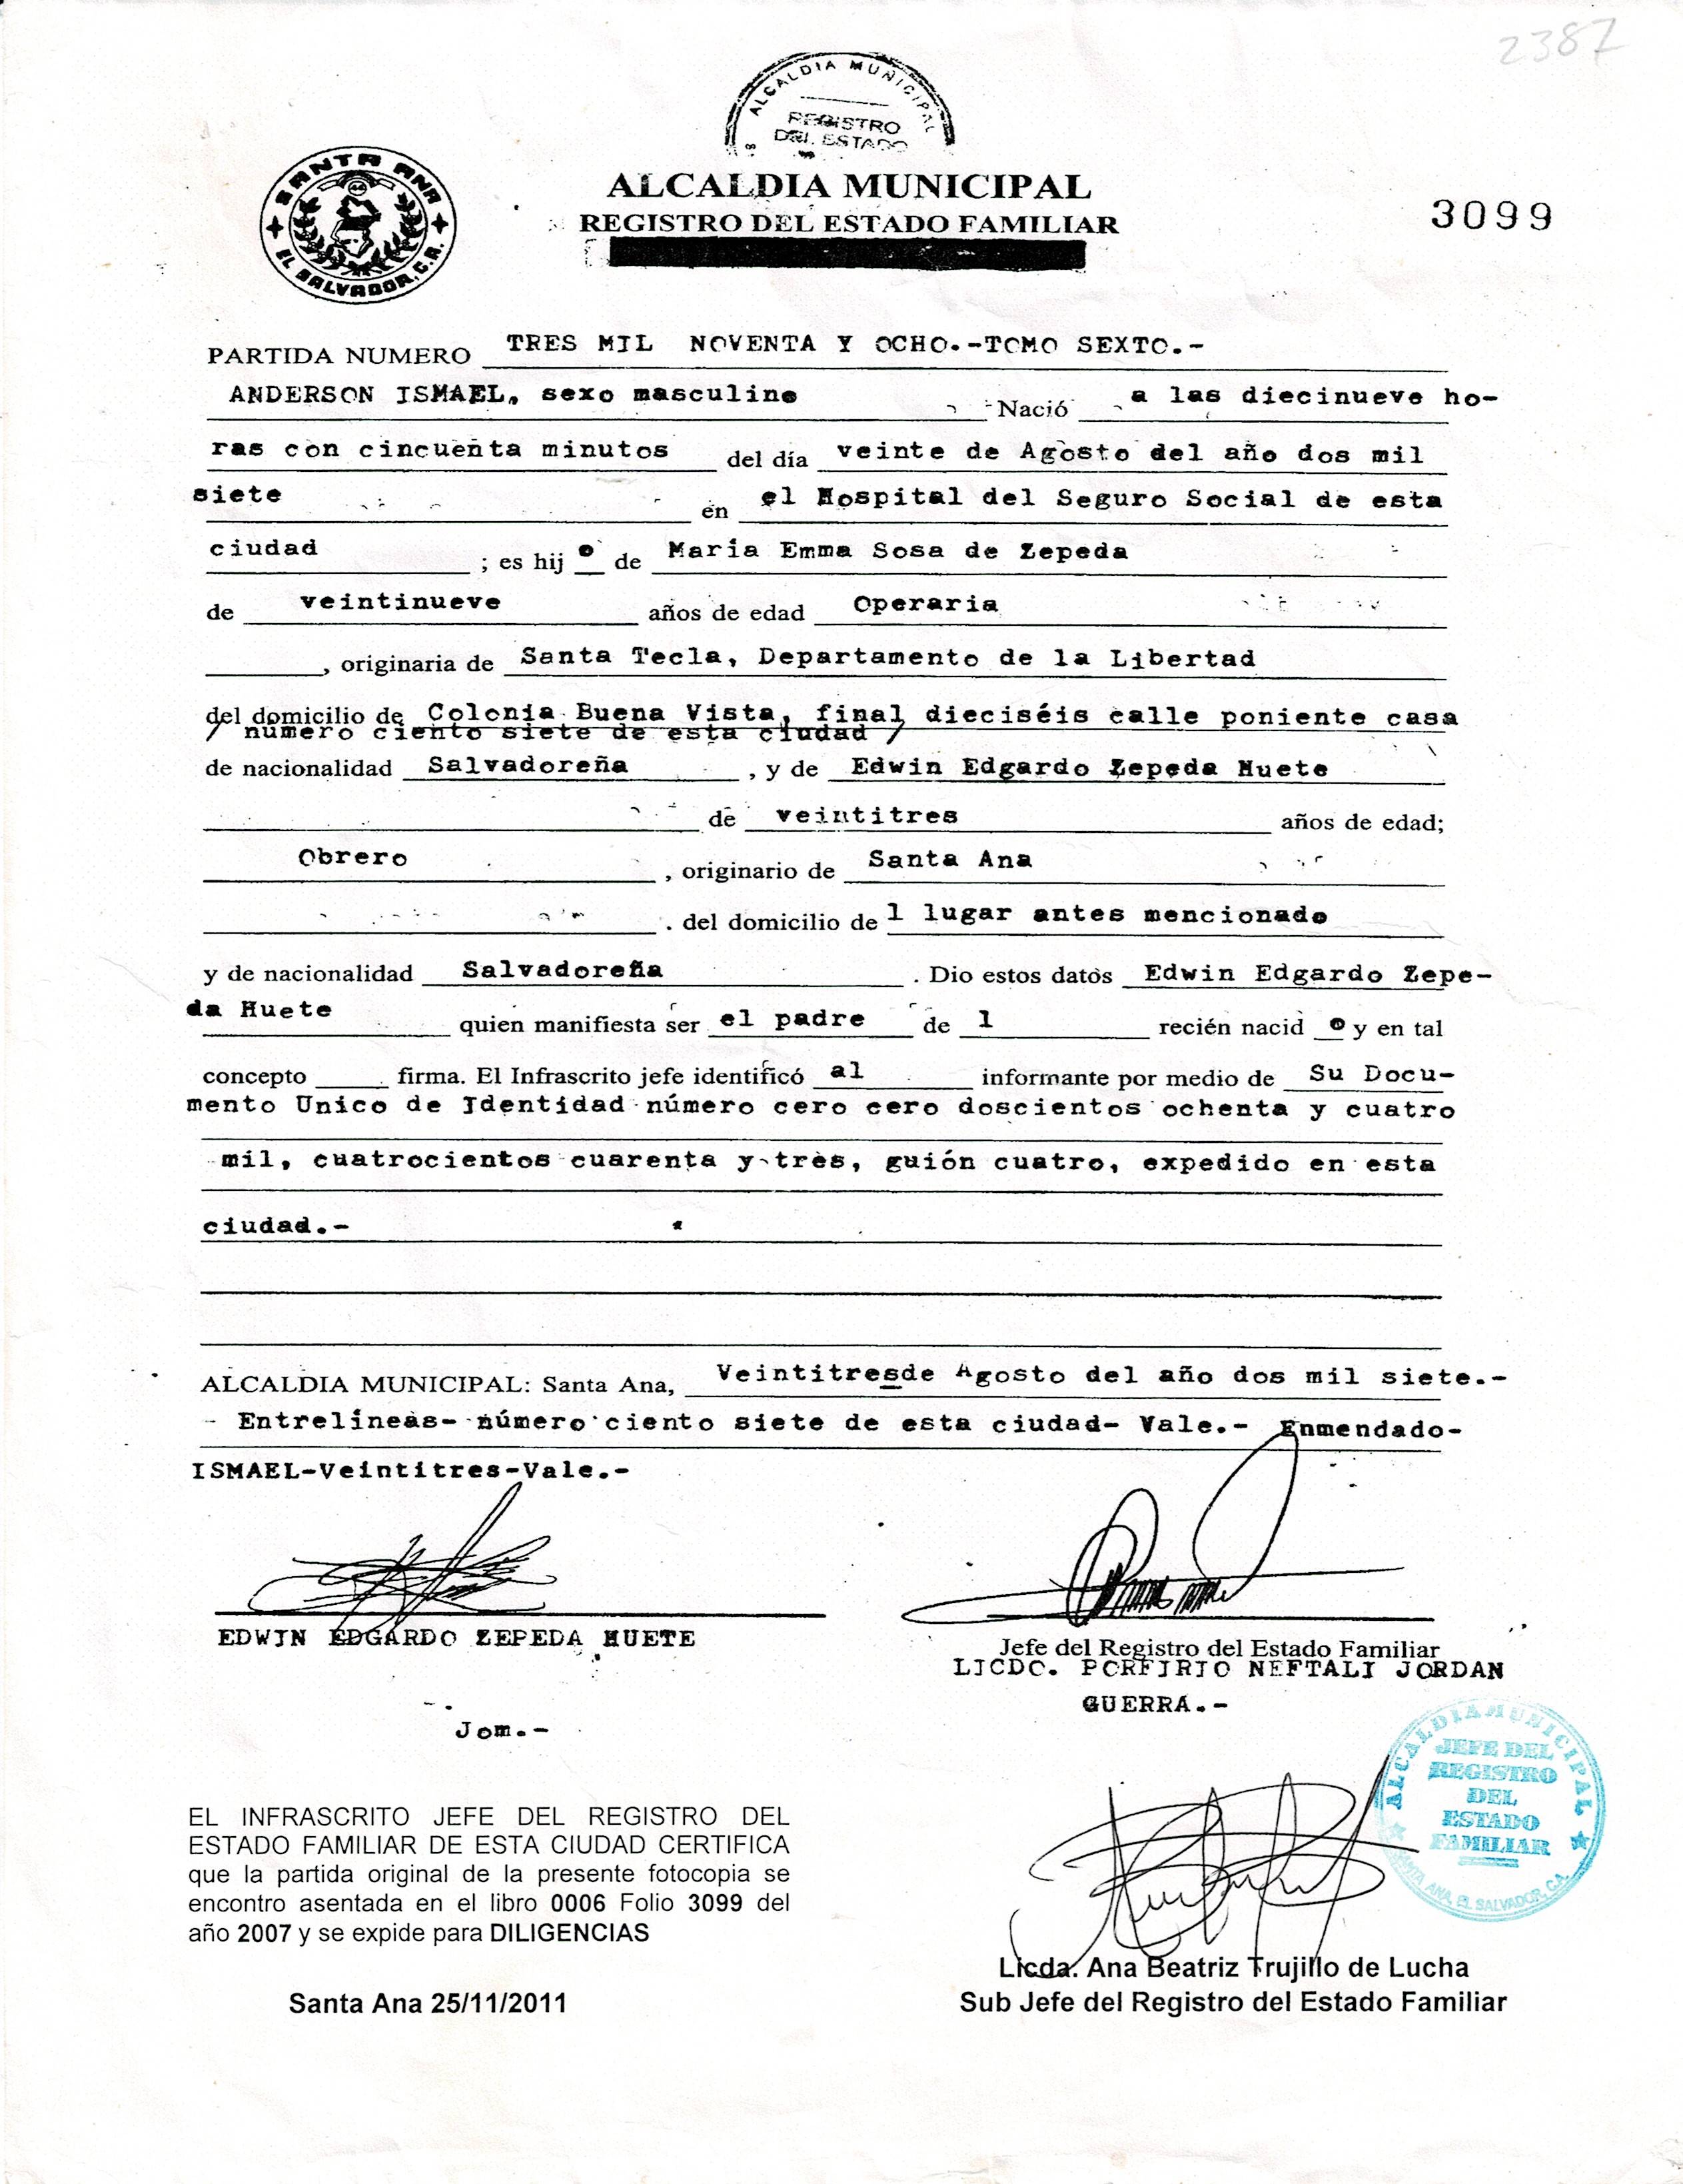 2387
ALCALDIA MUNICIPAL
REGISTRO
DEL ESTADO
SANTA ANA
EL SALVADOR, C.A.
ALCALDIA MUNICIPAL
REGISTRO DEL ESTADO FAMILIAR
3099
PARTIDA NUMERO TRES MIL NOVENTA Y OCHO.-TOMO SEXTO.-
ANDERSON ISMAEL, sexo masculino Nació a las diecinueve ho-
ras con cincuenta minutos del día veinte de Agosto del año dos mil
siete en el Hospital del Seguro Social de esta
ciudad ; es hij o de María Emma Sosa de Zepeda
de veintinueve años de edad Operaria
, originaria de Santa Tecla, Departamento de la Libertad
del domicilio de Colonia Buena Vista, final dieciséis calle poniente casa
/ número ciento siete de esta ciudad /
de nacionalidad Salvadoreña , y de Edwin Edgardo Zepeda Huete
de veintitres años de edad;
Obrero , originario de Santa Ana
. del domicilio de l lugar antes mencionado
y de nacionalidad Salvadoreña . Dio estos datos Edwin Edgardo Zepe-
da Huete quien manifiesta ser el padre de l recién nacid o y en tal
concepto firma. El Infrascrito jefe identificó al informante por medio de Su Docu-
mento Unico de Identidad número cero cero doscientos ochenta y cuatro
mil, cuatrocientos cuarenta y tres, guión cuatro, expedido en esta
ciudad.-
ALCALDIA MUNICIPAL: Santa Ana, Veintitresde Agosto del año dos mil siete.-
- Entrelíneas- número ciento siete de esta ciudad- Vale.- Enmendado-
ISMAEL-Veintitres-Vale.-
EDWIN EDGARDO ZEPEDA HUETE
Jefe del Registro del Estado Familiar
LICDO. PORFIRIO NEFTALI JORDAN
GUERRA.-
Jom.-
ALCALDIA MUNICIPAL
JEFE DEL
REGISTRO
DEL
ESTADO
FAMILIAR
SANTA ANA, EL SALVADOR, C.A.
EL INFRASCRITO JEFE DEL REGISTRO DEL
ESTADO FAMILIAR DE ESTA CIUDAD CERTIFICA
que la partida original de la presente fotocopia se
encontro asentada en el libro 0006 Folio 3099 del
año 2007 y se expide para DILIGENCIAS
Santa Ana 25/11/2011
Licda. Ana Beatriz Trujillo de Lucha
Sub Jefe del Registro del Estado Familiar